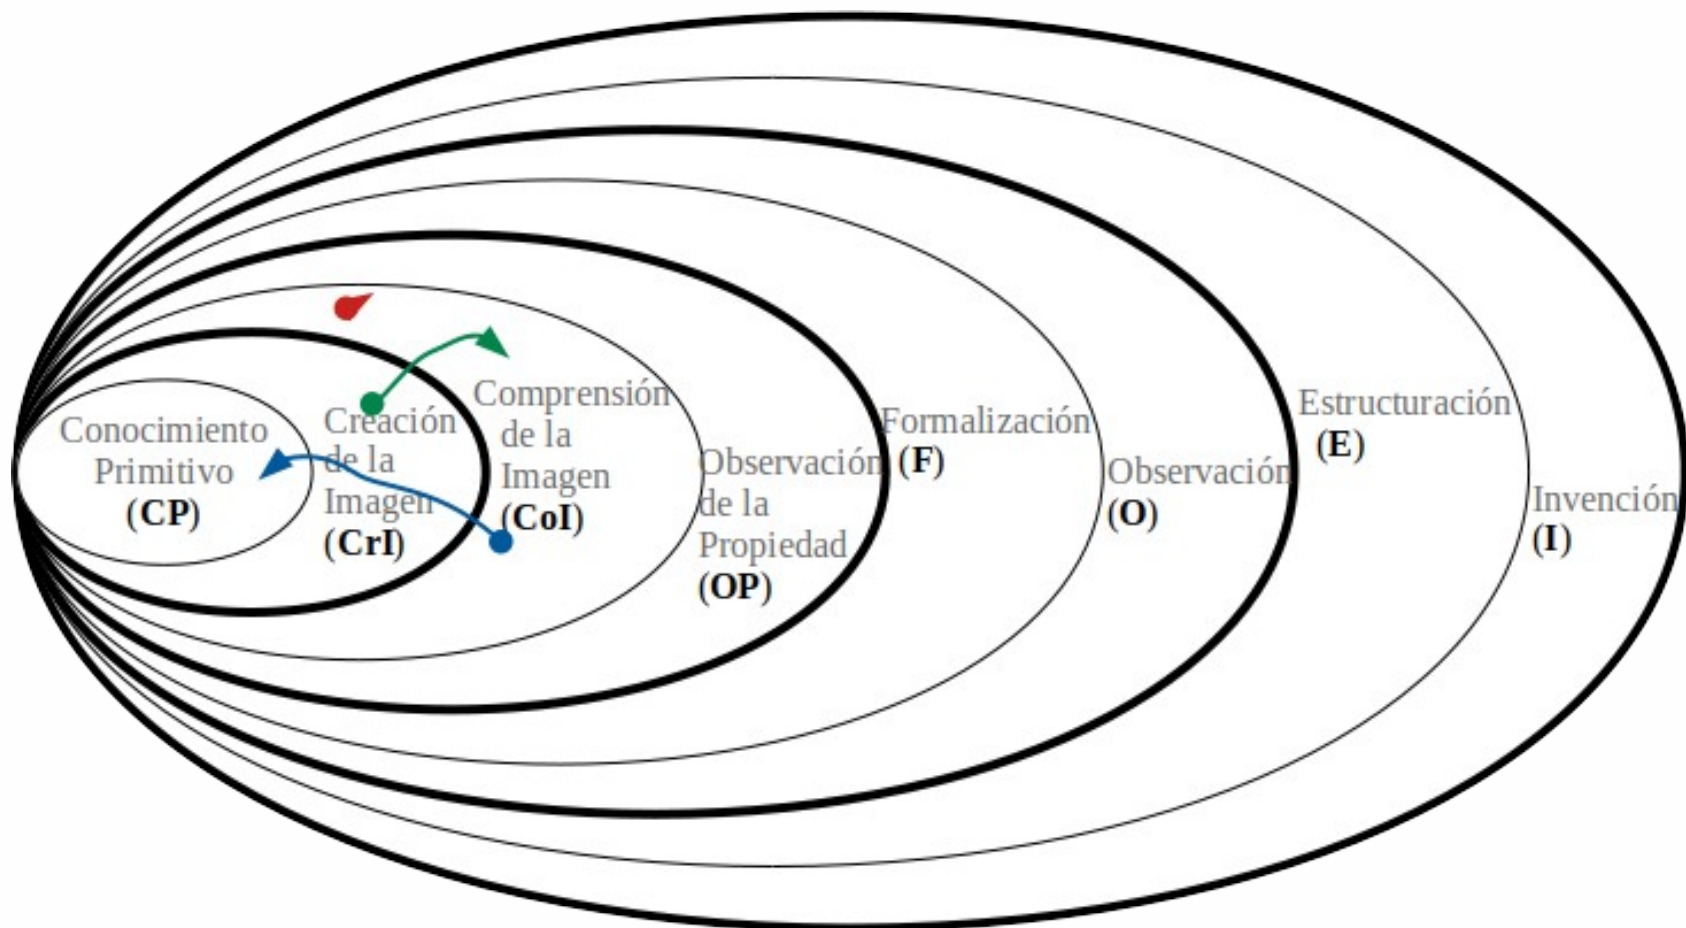 Conocimiento
Primitivo
(CP)
Creación
de la
Imagen
(CrI)
Comprensión
de la
Imagen
(CoI)
Observación
de la
Propiedad
(OP)
Formalización
(F)
Observación
(O)
Estructuración
(E)
Invención
(I)